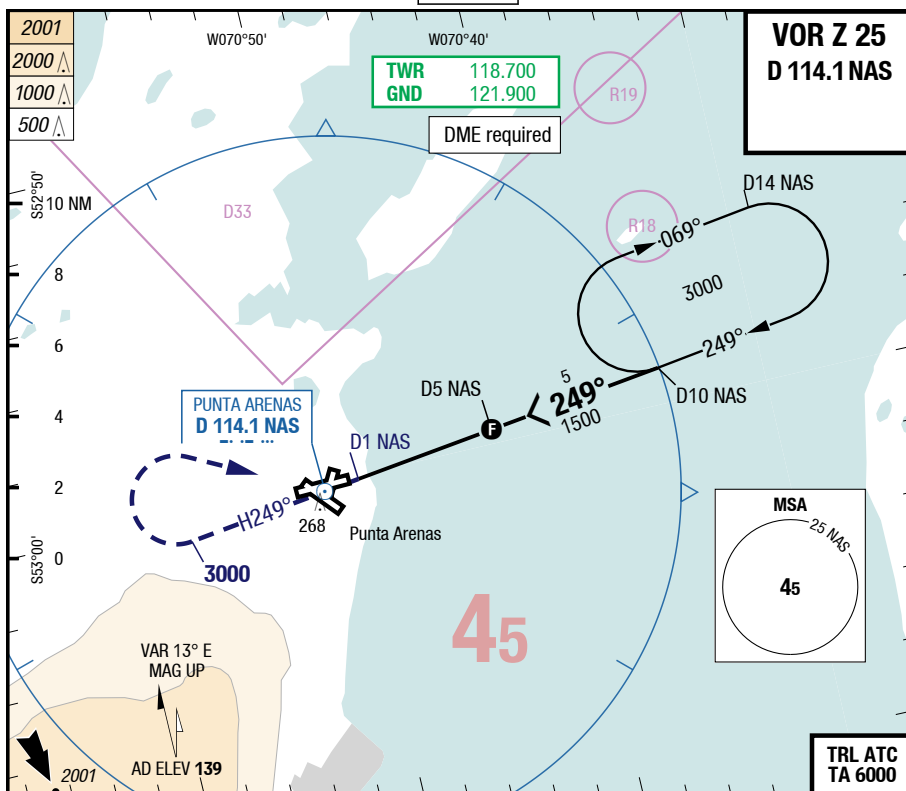 2001
2000
1000
500
W070°50'
W070°40'
TWR 118.700
GND 121.900
DME required
VOR Z 25
D 114.1 NAS
R19
S52°50'
10 NM
D33
R18
D14 NAS
069°
3000
249°
8
6
4
2
0
5
249°
1500
D10 NAS
D5 NAS
F
PUNTA ARENAS
D 114.1 NAS
D1 NAS
H249°
268
Punta Arenas
3000
S53°00'
MSA
25 NAS
45
45
VAR 13° E
MAG UP
AD ELEV 139
2001
TRL ATC
TA 6000